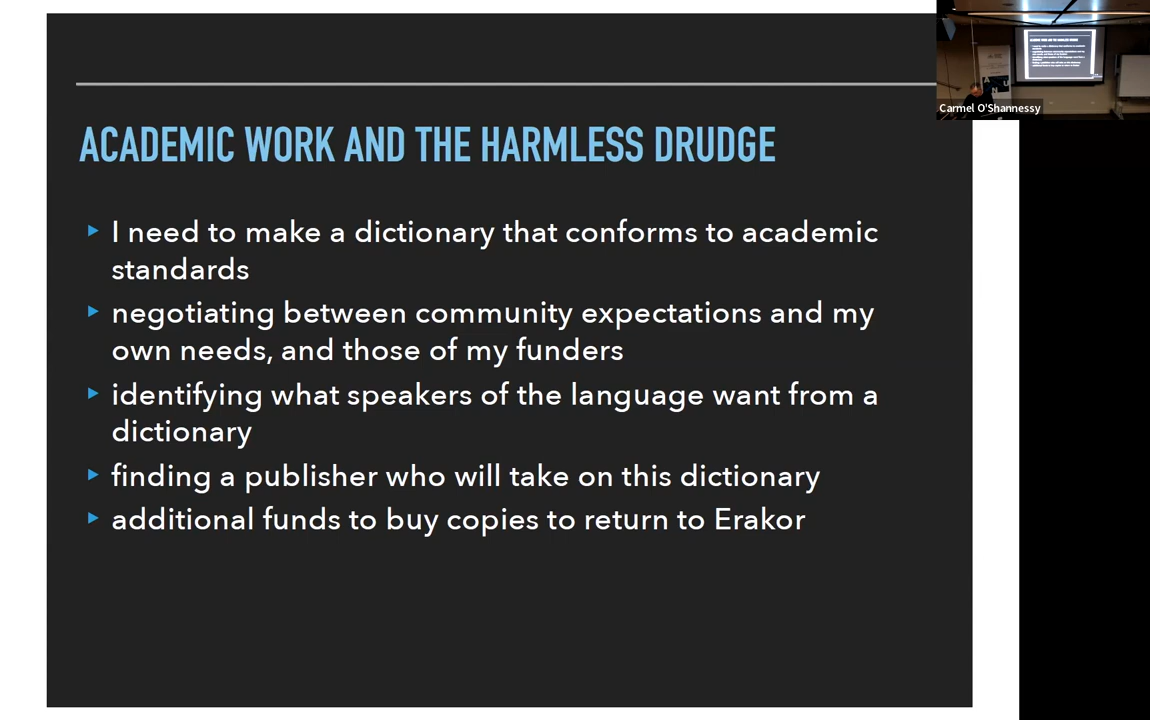 ACADEMIC WORK AND THE HARMLESS DRUDGE
I need to make a dictionary that conforms to academic
standards
negotiating between community expectations and my
own needs, and those of my funders
identifying what speakers of the language want from a
dictionary
finding a publisher who will take on this dictionary
additional funds to buy copies to return to Erakor
Carmel O'Shannessy